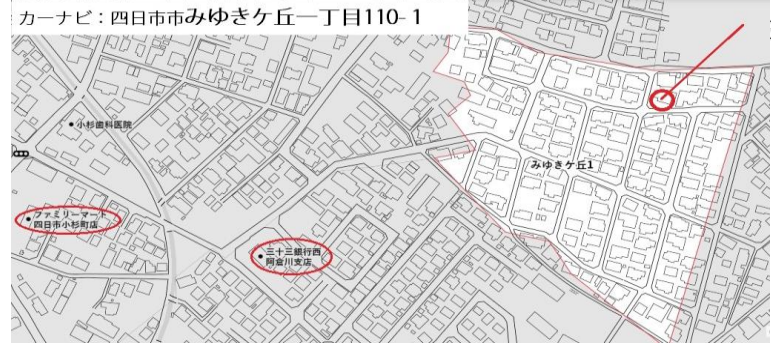 カーナビ:四日市市みゆきケ丘一丁目110-1
小杉歯科医院
みゆきケ丘1
ファミリーマート
四日市小杉町店
三十三銀行西
阿倉川支店